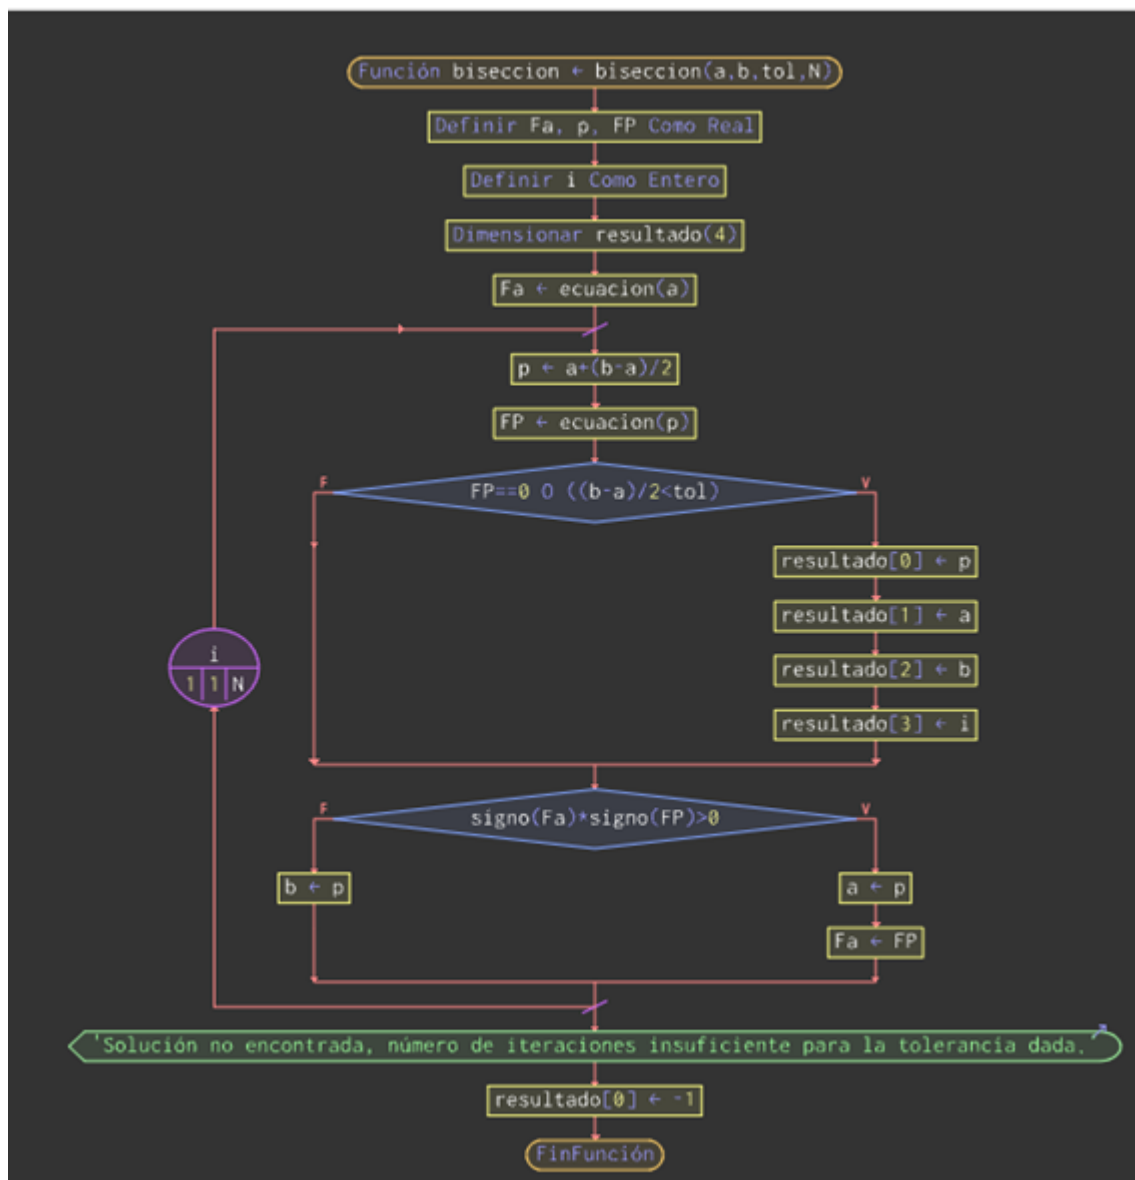 Función biseccion ← biseccion(a,b,tol,N)
Definir Fa, p, FP Como Real
Definir i Como Entero
Dimensionar resultado(4)
Fa ← ecuacion(a)
p ← a+(b-a)/2
FP ← ecuacion(p)
F
FP==0 O ((b-a)/2<tol)
V
resultado[0] ← p
resultado[1] ← a
resultado[2] ← b
resultado[3] ← i
i
1 1 N
F
signo(Fa)*signo(FP)>0
V
b ← p
a ← p
Fa ← FP
'Solución no encontrada, número de iteraciones insuficiente para la tolerancia dada.'
resultado[0] ← -1
FinFunción